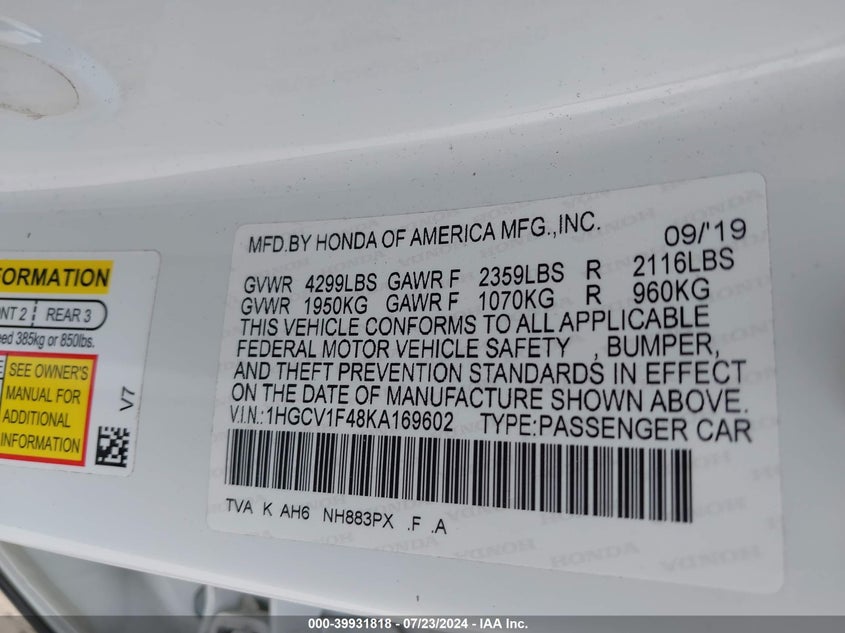 MFD.BY HONDA OF AMERICA MFG.,INC. 09/'19
GVWR 4299LBS GAWR F 2359LBS R 2116LBS
GVWR 1950KG GAWR F 1070KG R 960KG
THIS VEHICLE CONFORMS TO ALL APPLICABLE
FEDERAL MOTOR VEHICLE SAFETY , BUMPER,
AND THEFT PREVENTION STANDARDS IN EFFECT
ON THE DATE OF MANUFACTURE SHOWN ABOVE.
V.I.N.:1HGCV1F48KA169602 TYPE:PASSENGER CAR
TVA K AH6 NH883PX .F .A
FORMATION
2 REAR 3
385kg or 850lbs.
SEE OWNER'S
MANUAL FOR
ADDITIONAL
INFORMATION
V7
HONDA HONDA
000-39931818 / 07/23/2024 - IAA Inc.